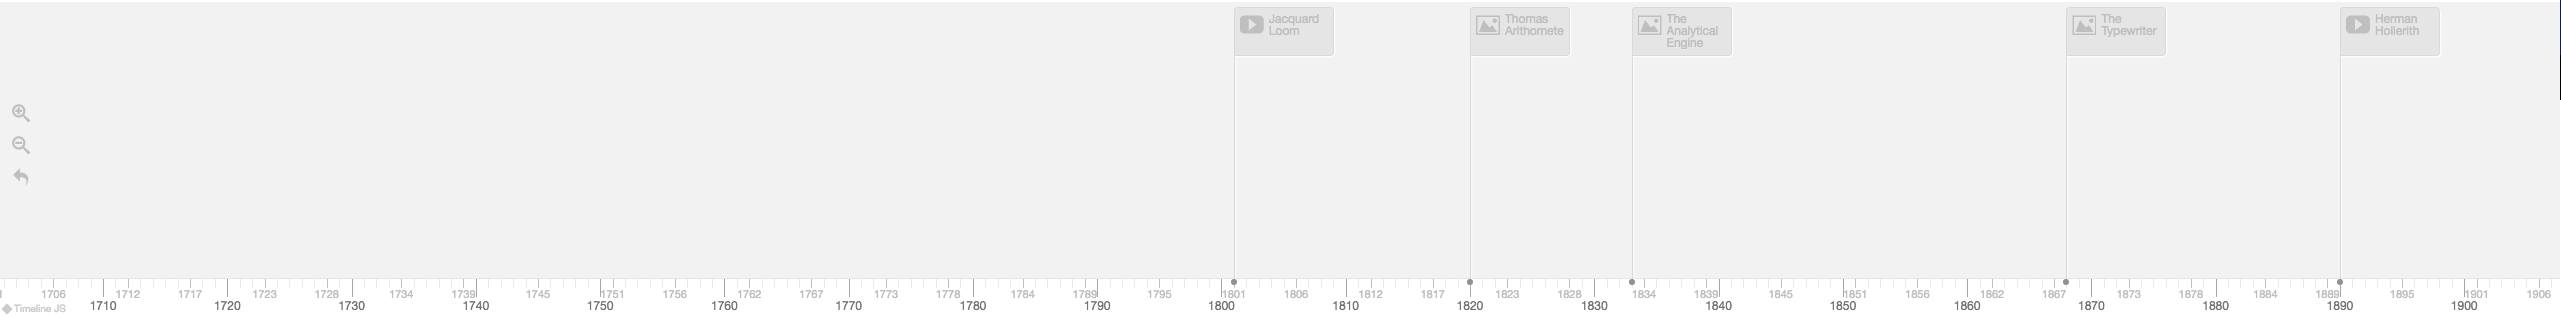 Jacquard
Loom
Thomas
Arithomete
The
Analytical
Engine
The
Typewriter
Herman
Hollerith
1706 1712 1717 1723 1728 1734 1739 1745 1751 1756 1762 1767 1773 1778 1784 1789 1795 1801 1806 1812 1817 1823 1828 1834 1839 1845 1851 1856 1862 1867 1873 1878 1884 1889 1895 1901 1906
1710 1720 1730 1740 1750 1760 1770 1780 1790 1800 1810 1820 1830 1840 1850 1860 1870 1880 1890 1900
Timeline JS